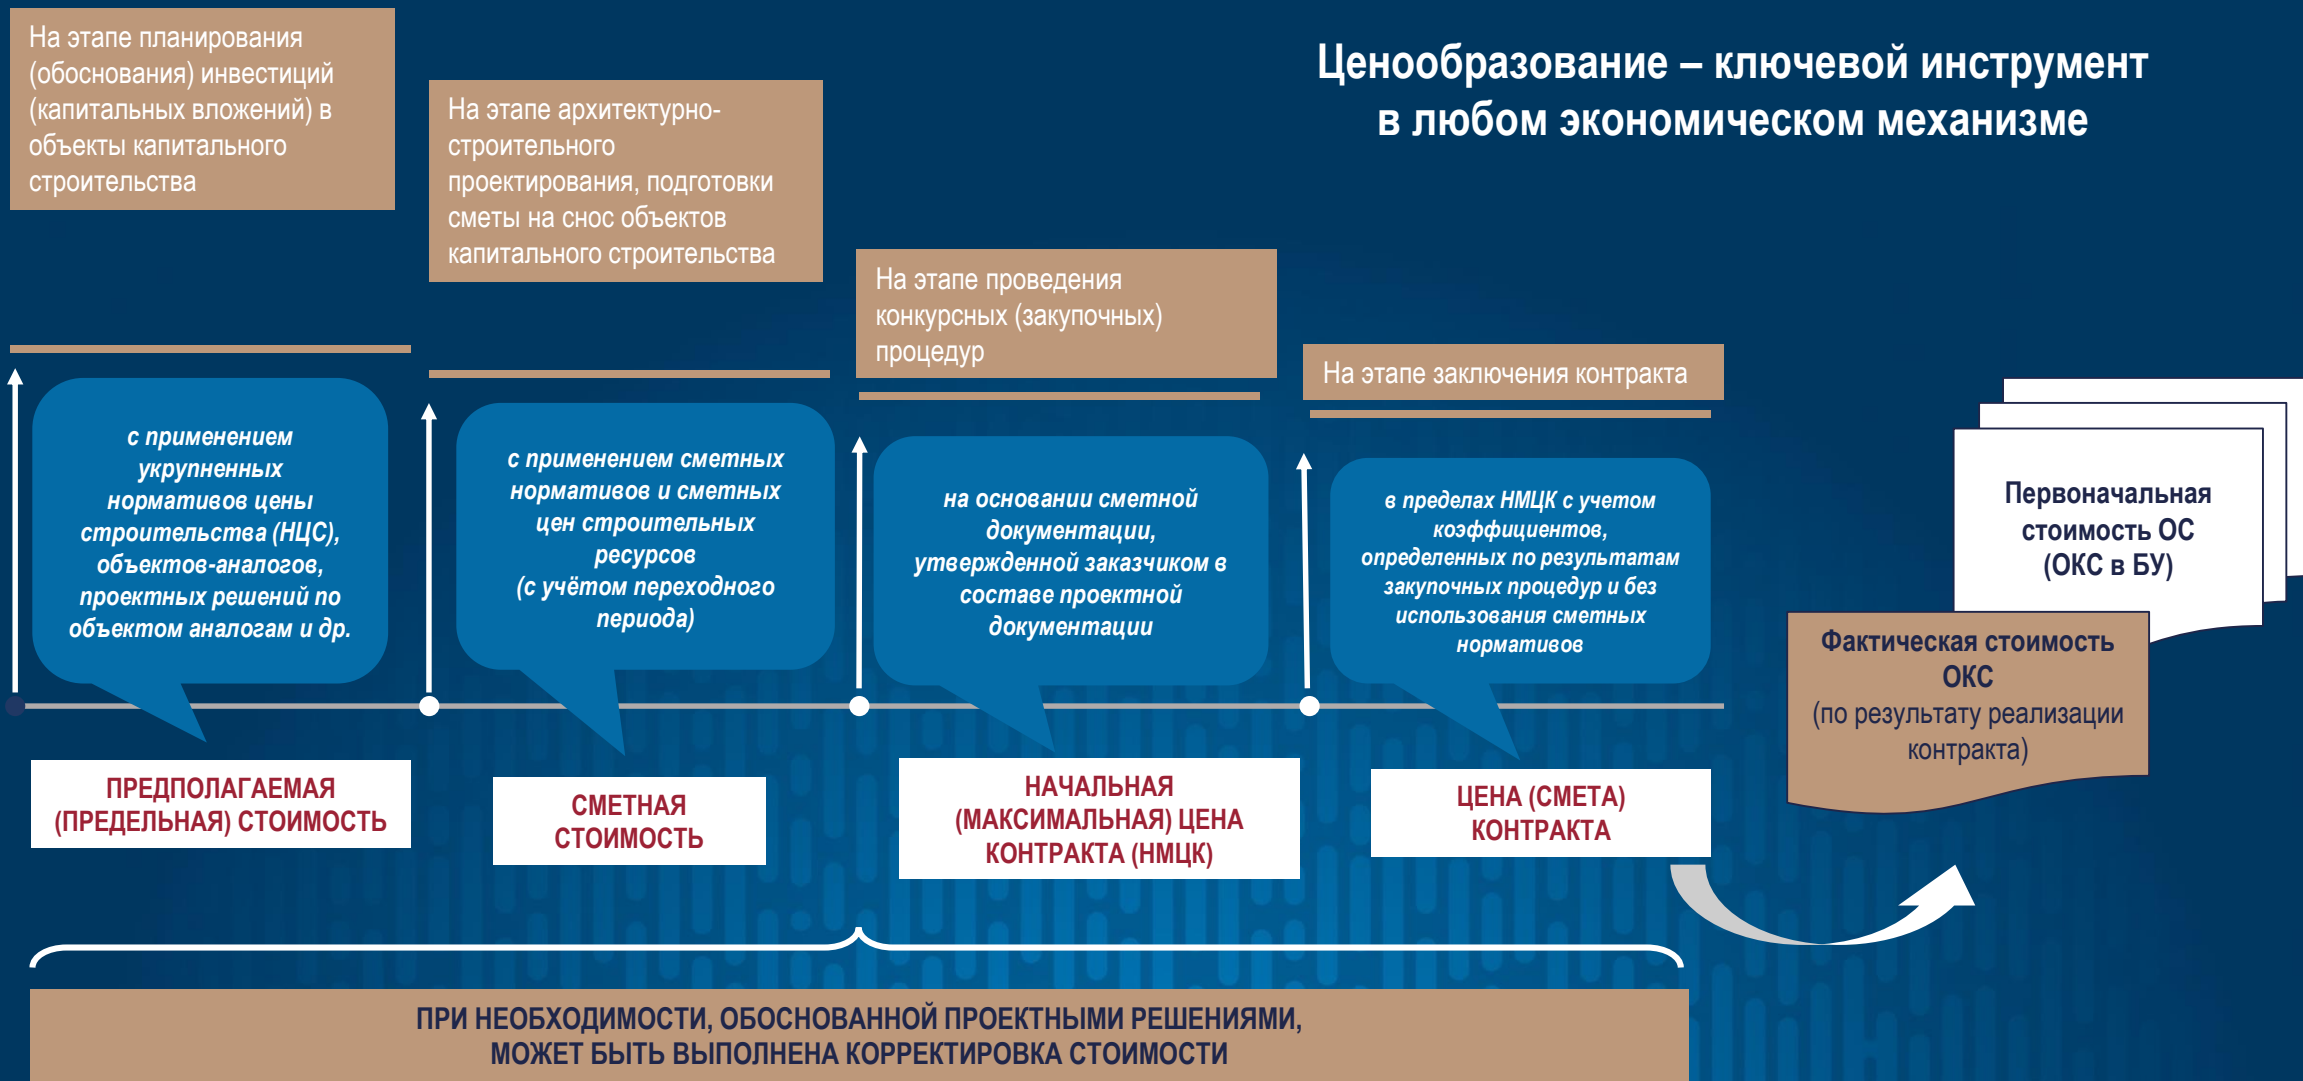 Ценообразование – ключевой инструмент
в любом экономическом механизме
На этапе планирования
(обоснования) инвестиций
(капитальных вложений) в
объекты капитального
строительства
На этапе архитектурно-
строительного
проектирования, подготовки
сметы на снос объектов
капитального строительства
На этапе проведения
конкурсных (закупочных)
процедур
На этапе заключения контракта
с применением
укрупненных
нормативов цены
строительства (НЦС),
объектов-аналогов,
проектных решений по
объектом аналогам и др.
с применением сметных
нормативов и сметных
цен строительных
ресурсов
(с учётом переходного
периода)
на основании сметной
документации,
утвержденной заказчиком в
составе проектной
документации
в пределах НМЦК с учетом
коэффициентов,
определенных по результатам
закупочных процедур и без
использования сметных
нормативов
Первоначальная
стоимость ОС
(ОКС в БУ)
Фактическая стоимость
ОКС
(по результату реализации
контракта)
ПРЕДПОЛАГАЕМАЯ
(ПРЕДЕЛЬНАЯ) СТОИМОСТЬ
СМЕТНАЯ
СТОИМОСТЬ
НАЧАЛЬНАЯ
(МАКСИМАЛЬНАЯ) ЦЕНА
КОНТРАКТА (НМЦК)
ЦЕНА (СМЕТА)
КОНТРАКТА
ПРИ НЕОБХОДИМОСТИ, ОБОСНОВАННОЙ ПРОЕКТНЫМИ РЕШЕНИЯМИ,
МОЖЕТ БЫТЬ ВЫПОЛНЕНА КОРРЕКТИРОВКА СТОИМОСТИ